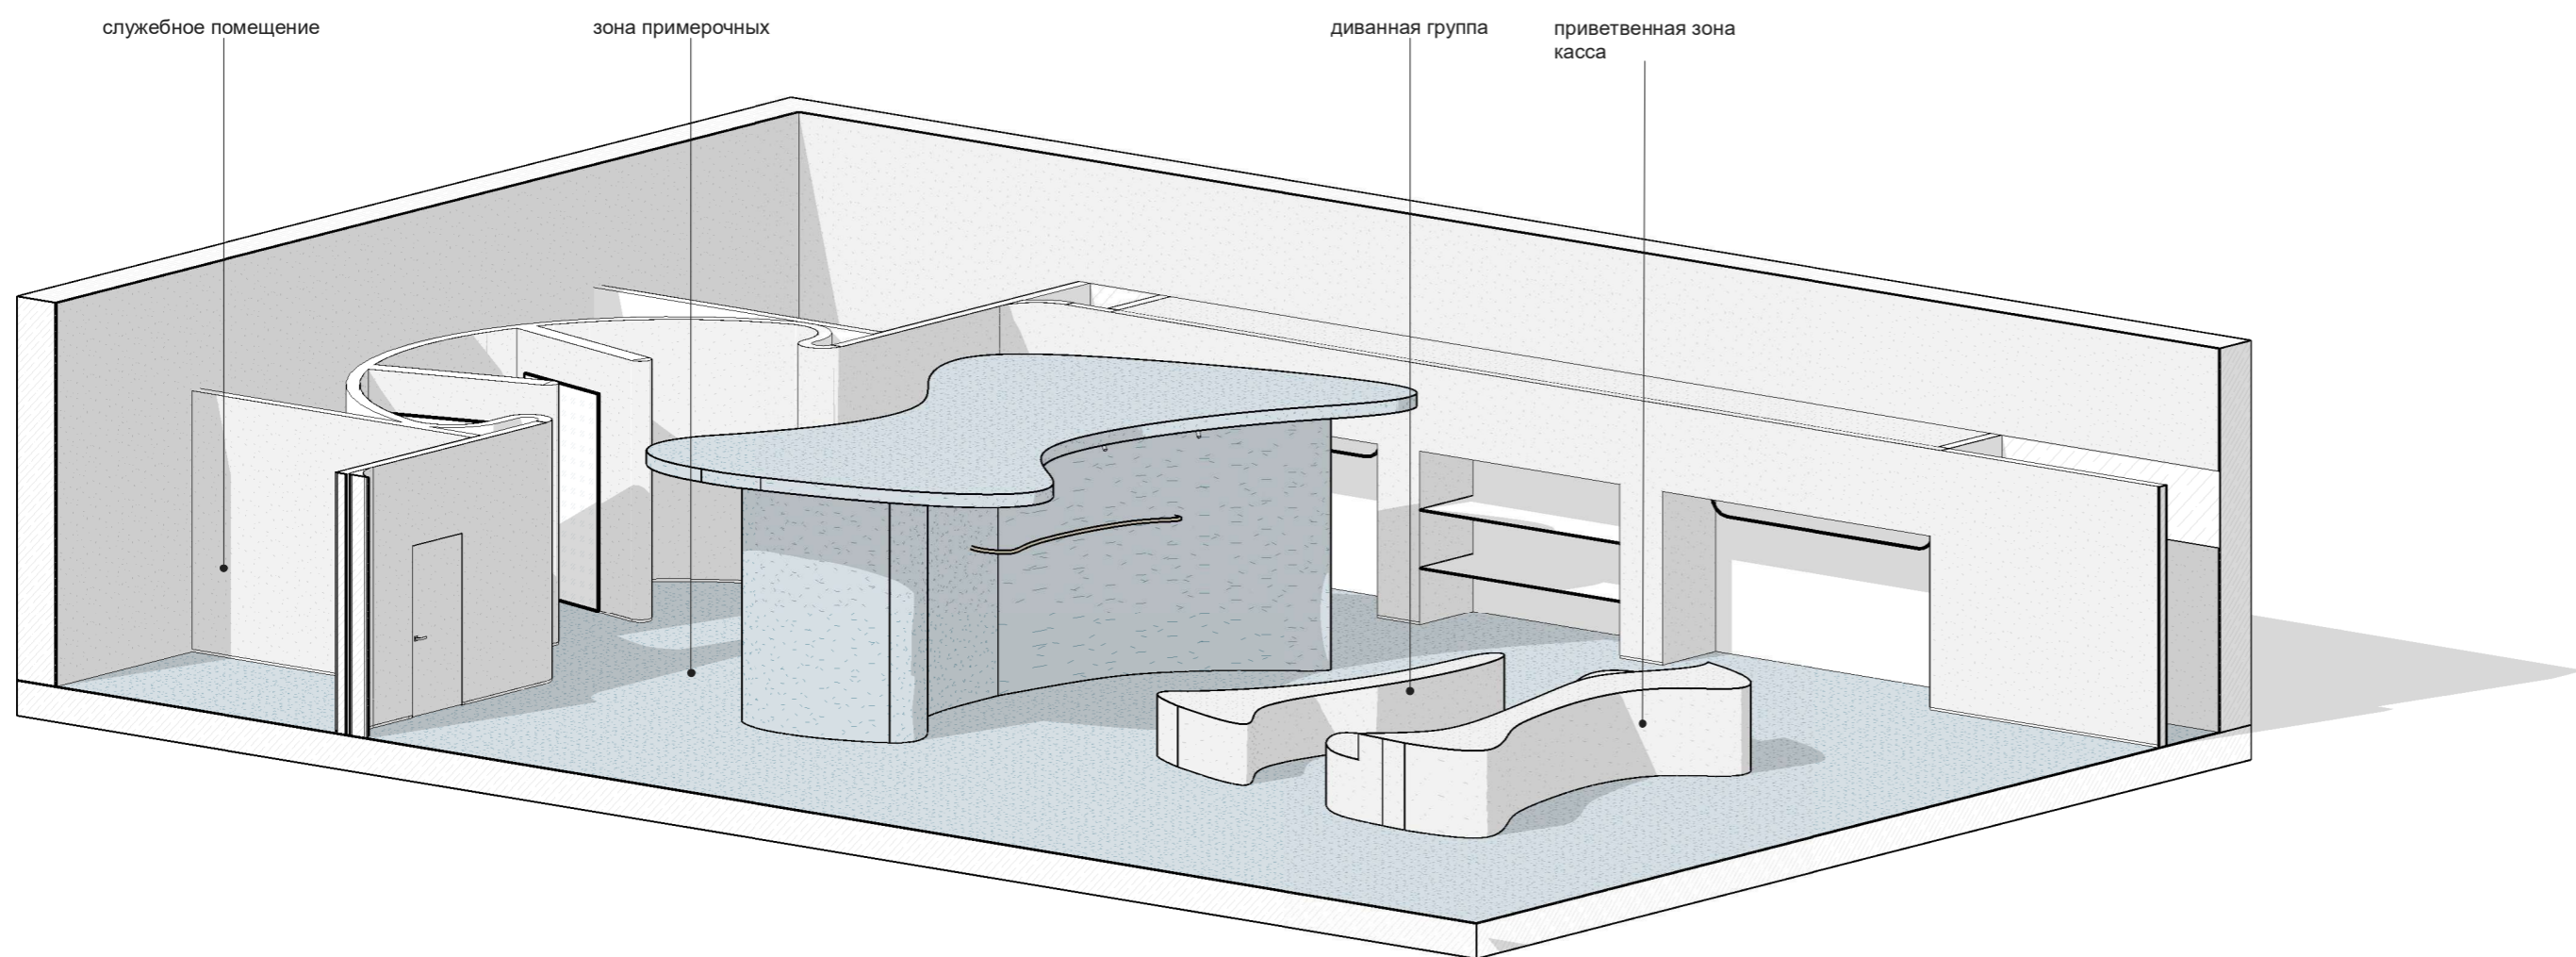 служебное помещение
зона примерочных
диванная группа
приветвенная зона
касса